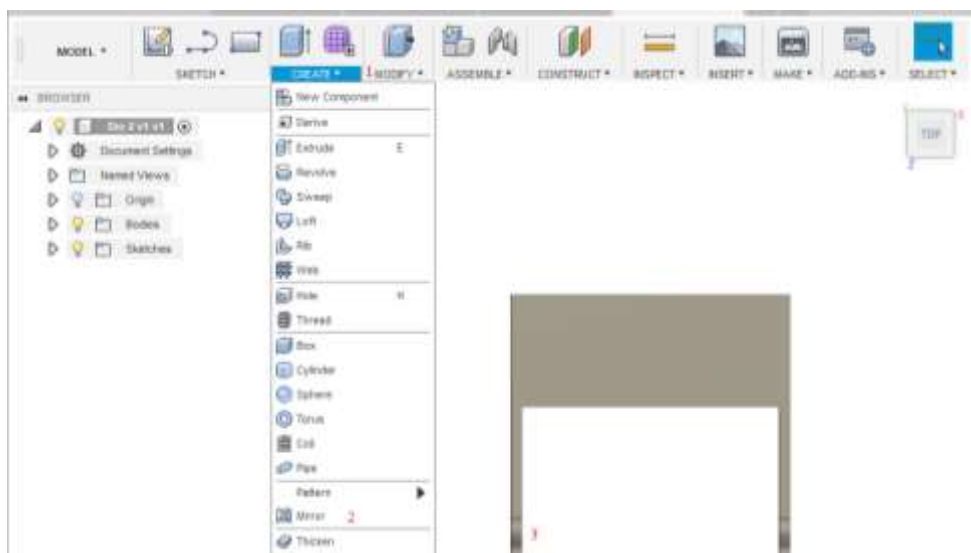 MODEL
SKETCH CREATE 1 MODIFY ASSEMBLE CONSTRUCT INSPECT INSERT MAKE ADD-INS SELECT
BROWSER
Document Settings
Named Views
Origin
Bodies
Sketches
New Component
Derive
Extrude E
Revolve
Sweep
Loft
Rib
Web
Hole H
Thread
Box
Cylinder
Sphere
Torus
Coil
Pipe
Pattern
Mirror 2
Thicken
TOP
X
Z
3